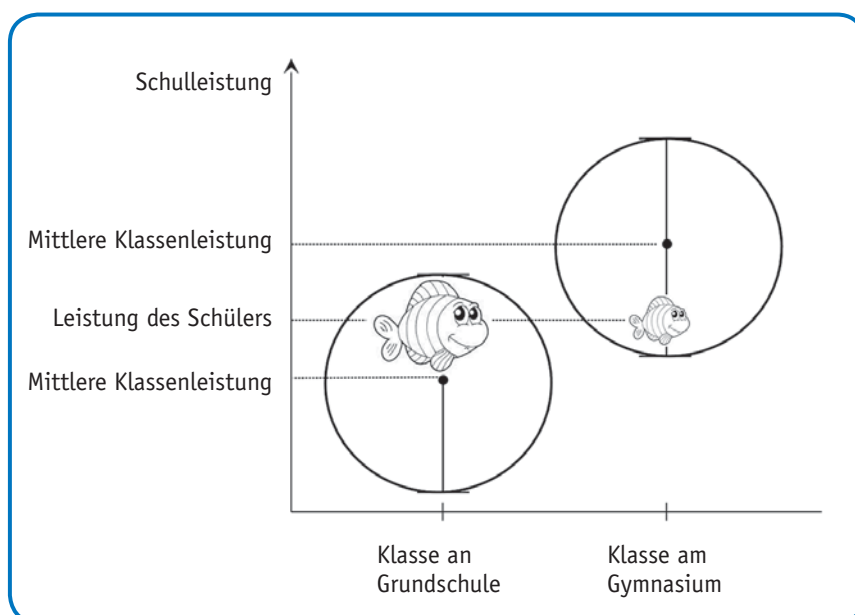 Schulleistung
Mittlere Klassenleistung
Leistung des Schülers
Mittlere Klassenleistung
Klasse an
Grundschule
Klasse am
Gymnasium